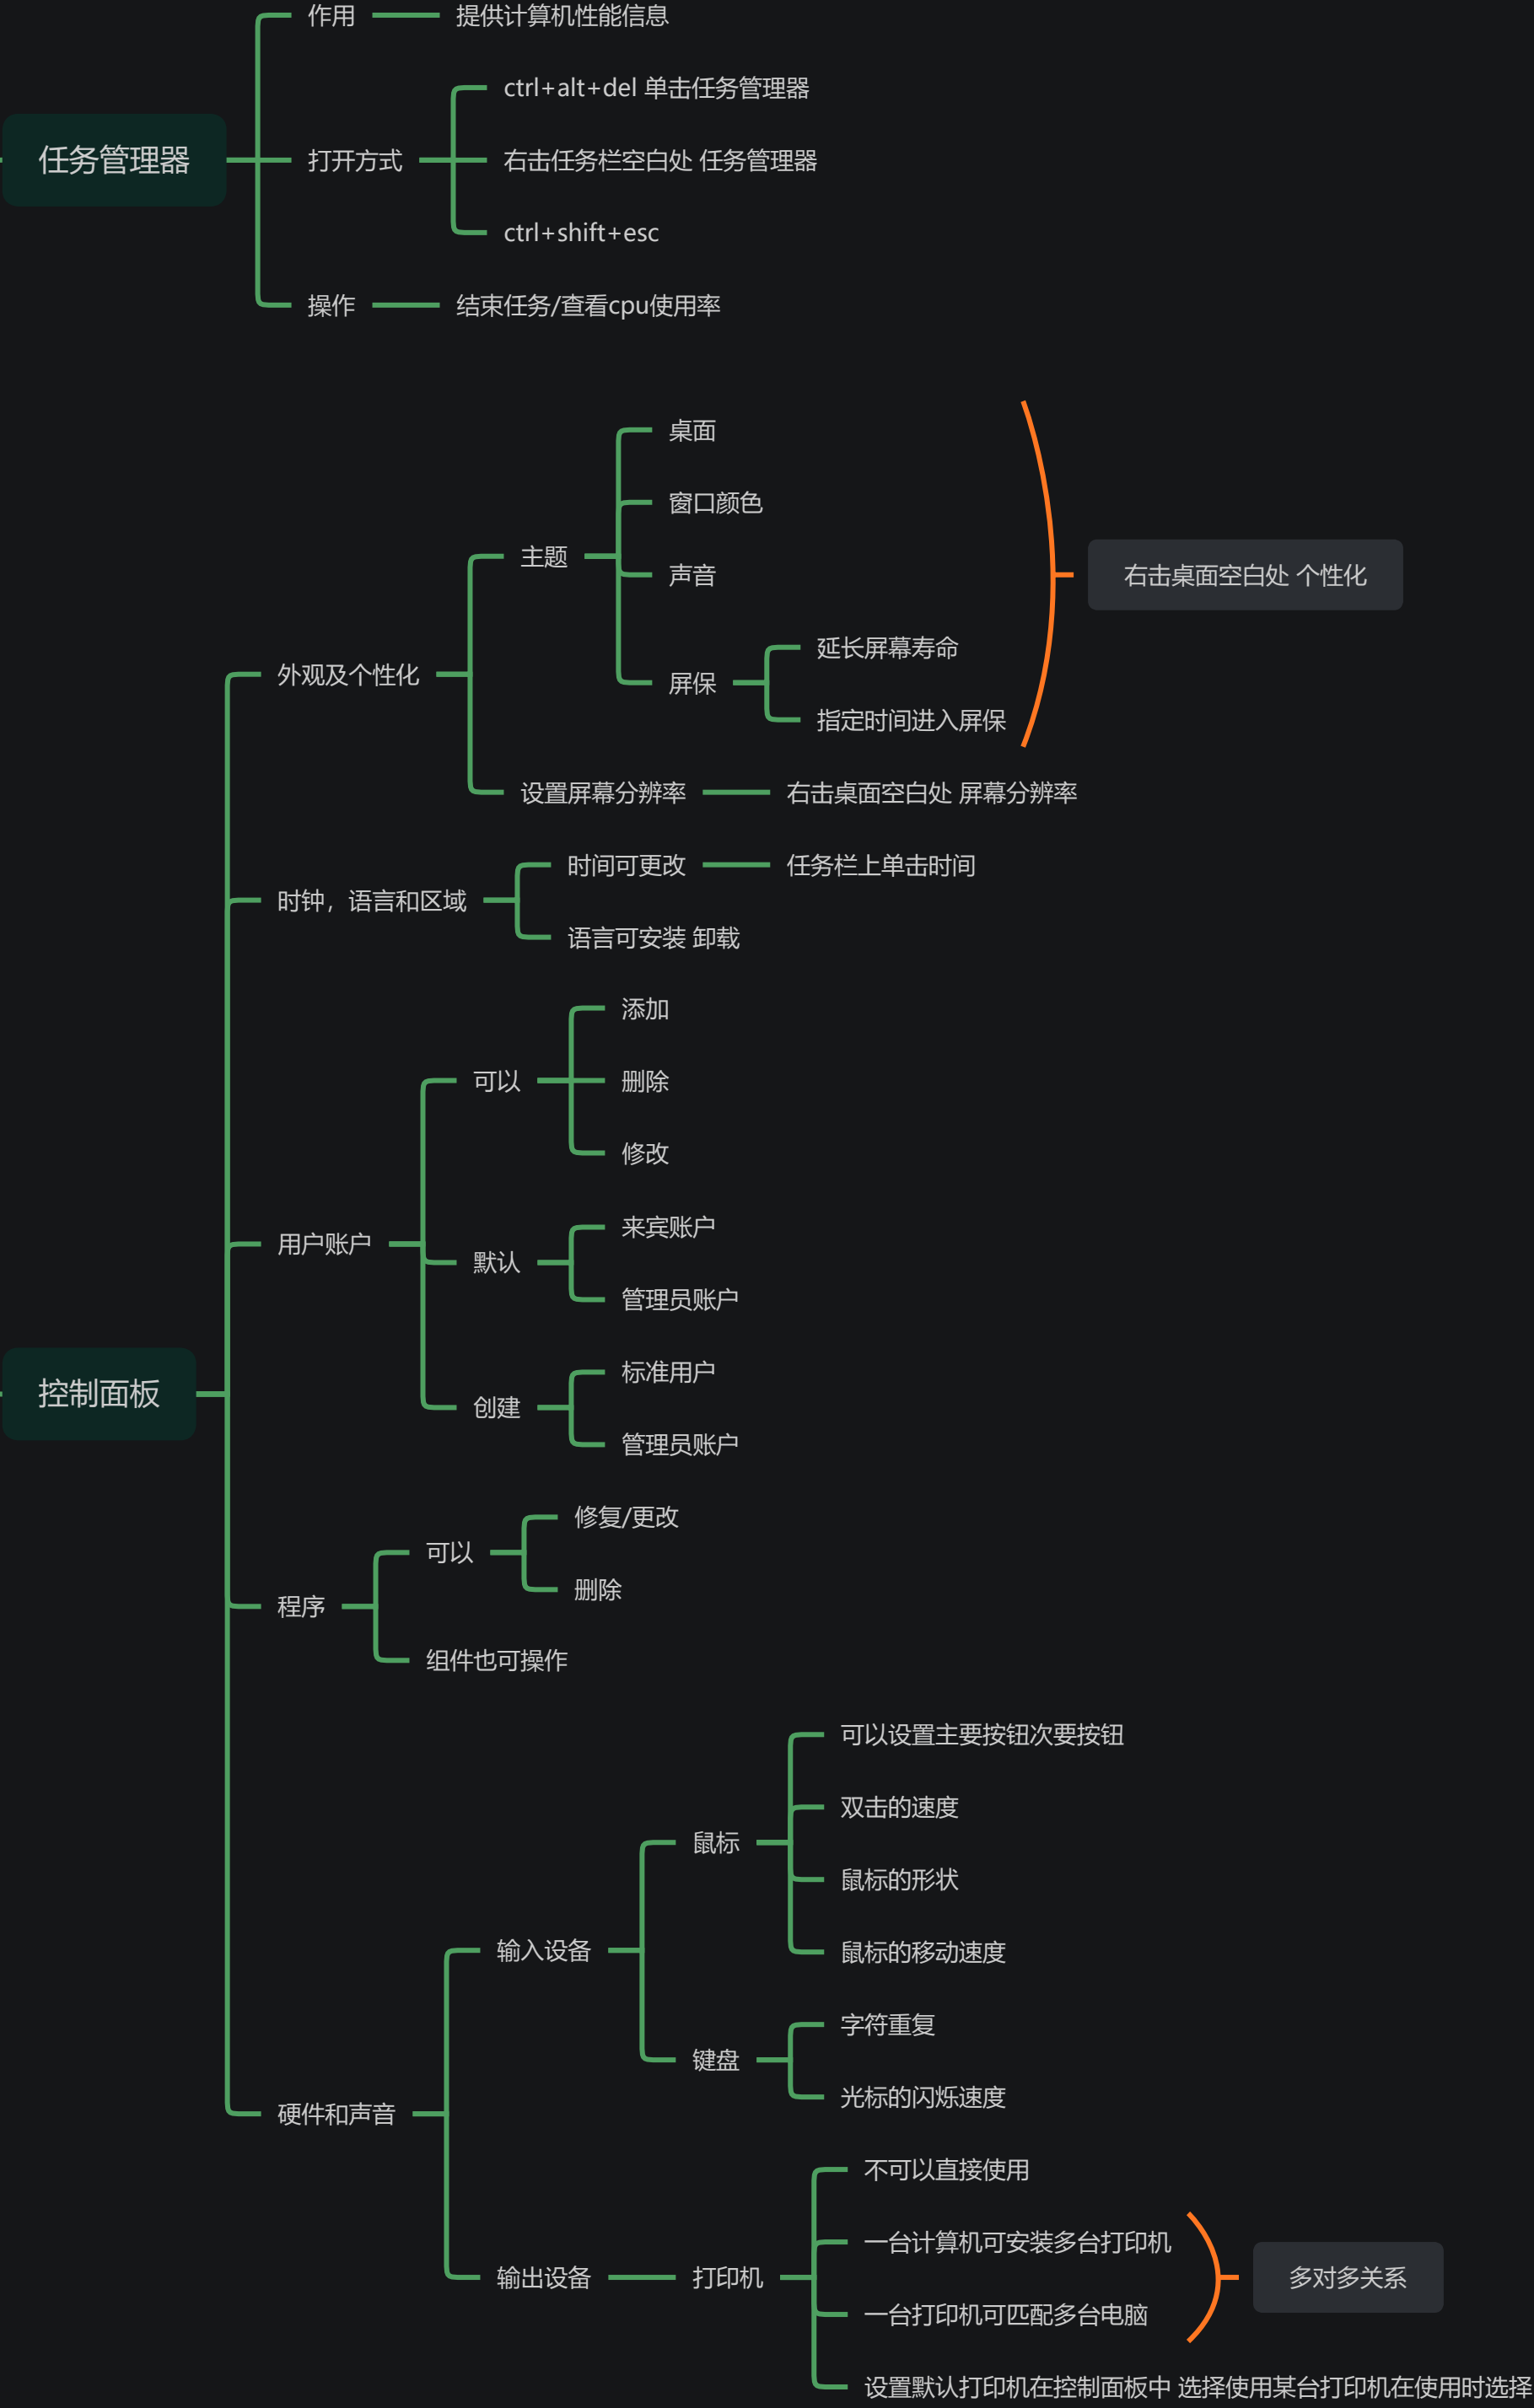 任务管理器
作用
提供计算机性能信息
打开方式
ctrl+alt+del 单击任务管理器
右击任务栏空白处 任务管理器
ctrl+shift+esc
操作
结束任务/查看cpu使用率
控制面板
外观及个性化
主题
桌面
窗口颜色
声音
屏保
延长屏幕寿命
指定时间进入屏保
右击桌面空白处 个性化
设置屏幕分辨率
右击桌面空白处 屏幕分辨率
时钟，语言和区域
时间可更改
任务栏上单击时间
语言可安装 卸载
用户账户
可以
添加
删除
修改
默认
来宾账户
管理员账户
创建
标准用户
管理员账户
程序
可以
修复/更改
删除
组件也可操作
硬件和声音
输入设备
鼠标
可以设置主要按钮次要按钮
双击的速度
鼠标的形状
鼠标的移动速度
键盘
字符重复
光标的闪烁速度
输出设备
打印机
不可以直接使用
一台计算机可安装多台打印机
一台打印机可匹配多台电脑
多对多关系
设置默认打印机在控制面板中 选择使用某台打印机在使用时选择